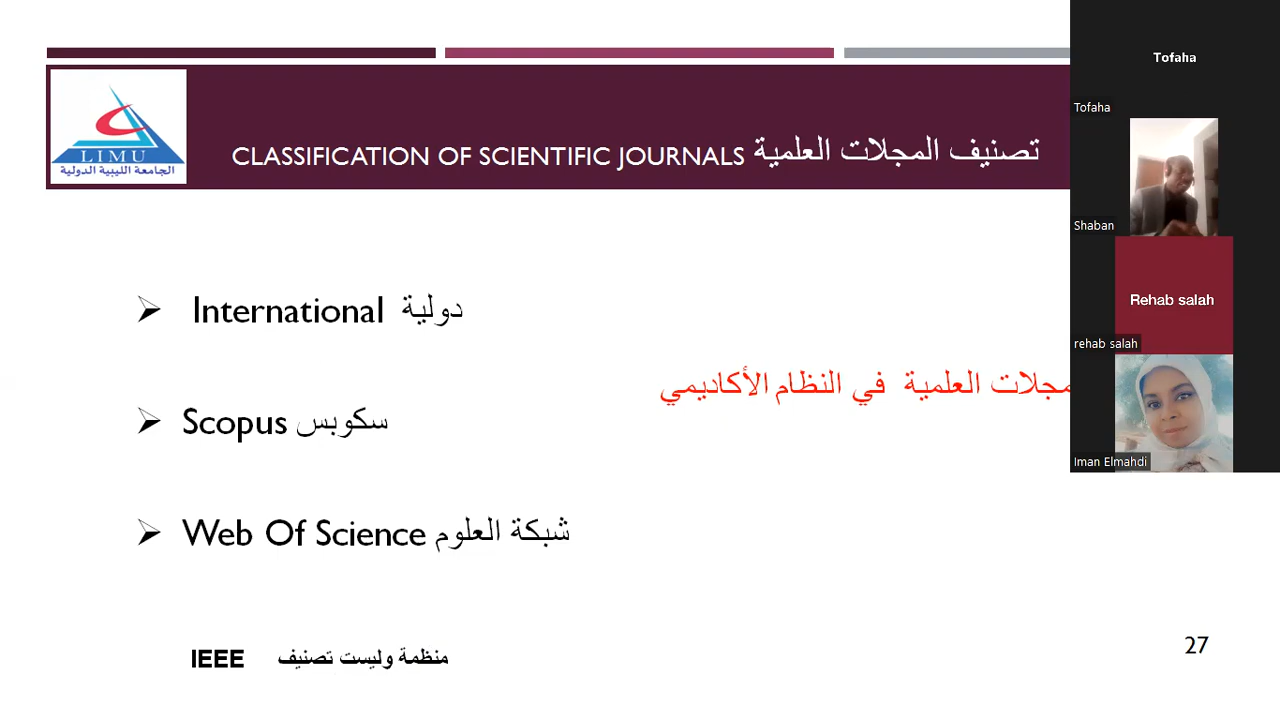 LIMU
الجامعة الليبية الدولية
CLASSIFICATION OF SCIENTIFIC JOURNALS تصنيف المجلات العلمية
International دولية
مجلات العلمية في النظام الأكاديمي
Scopus سكوبس
Web Of Science شبكة العلوم
IEEE منظمة وليست تصنيف
27
Tofaha
Tofaha
Shaban
Rehab salah
rehab salah
Iman Elmahdi